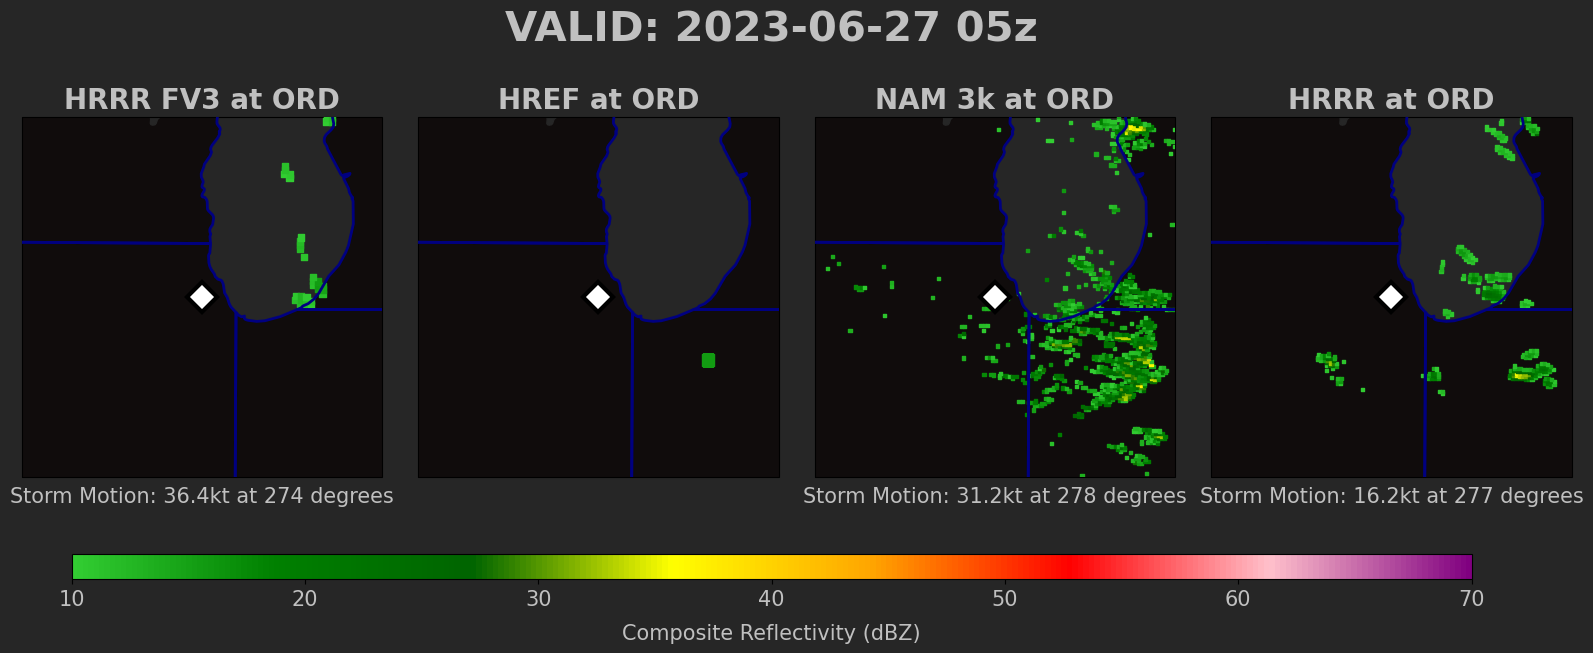 VALID: 2023-06-27 05z
HRRR FV3 at ORD
HREF at ORD
NAM 3k at ORD
HRRR at ORD
Storm Motion: 36.4kt at 274 degrees
Storm Motion: 31.2kt at 278 degrees
Storm Motion: 16.2kt at 277 degrees
10 20 30 40 50 60 70
Composite Reflectivity (dBZ)